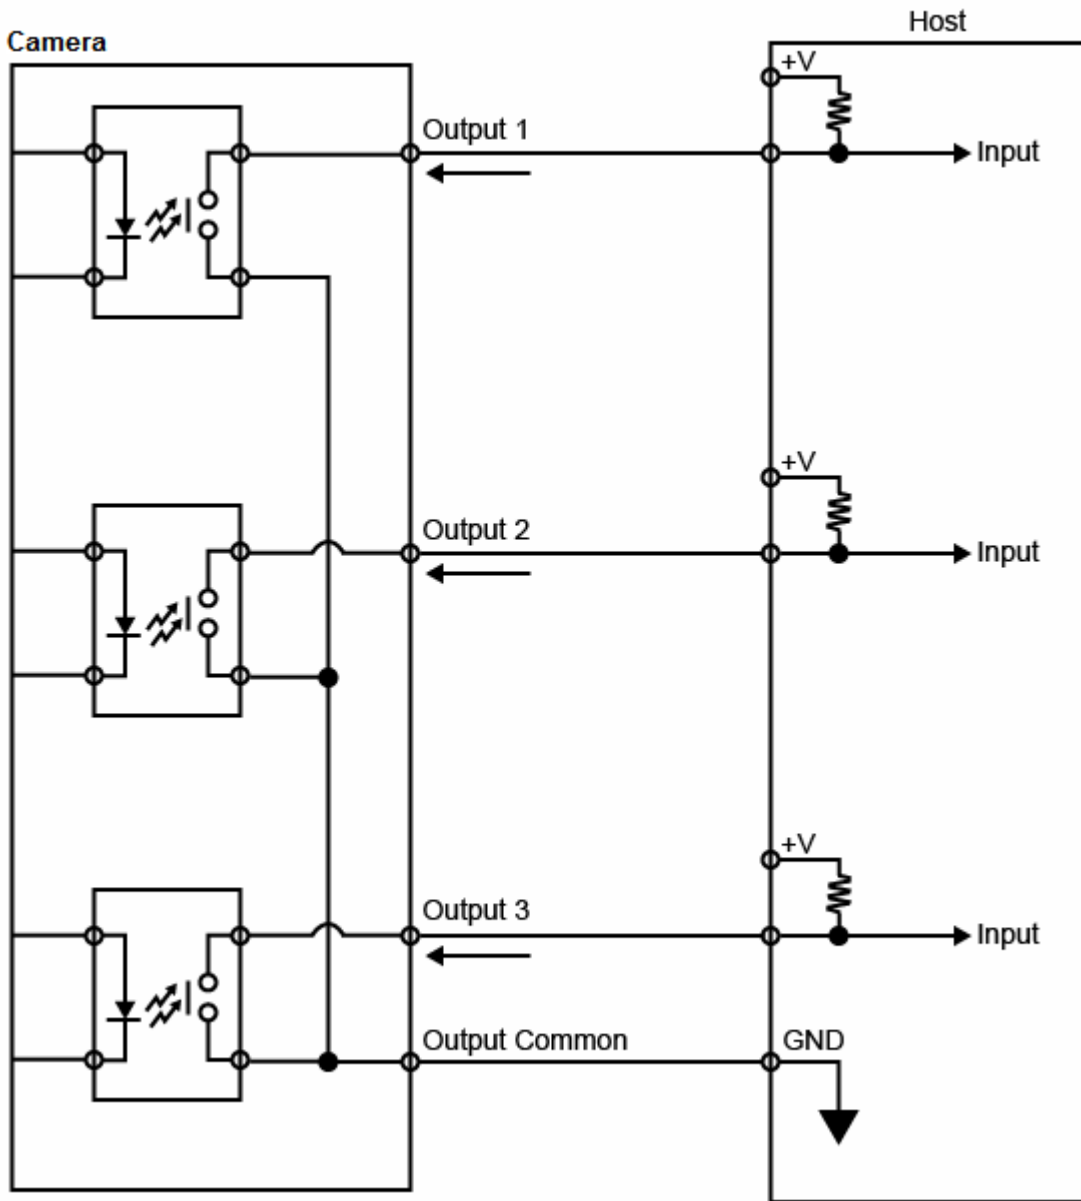 Host
Camera
+V
Output 1
Input
+V
Output 2
Input
+V
Output 3
Input
Output Common
GND